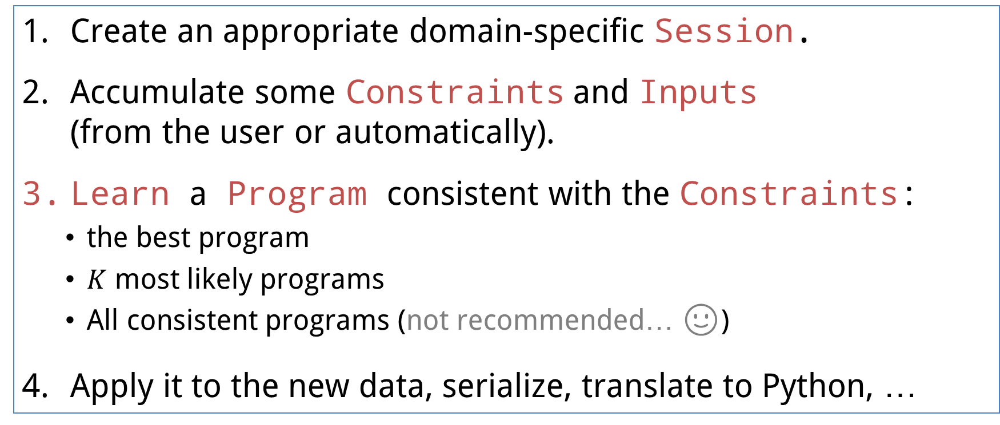 1. Create an appropriate domain-specific Session.
2. Accumulate some Constraints and Inputs
(from the user or automatically).
3. Learn a Program consistent with the Constraints:
• the best program
• K most likely programs
• All consistent programs (not recommended… ☺)
4. Apply it to the new data, serialize, translate to Python, …